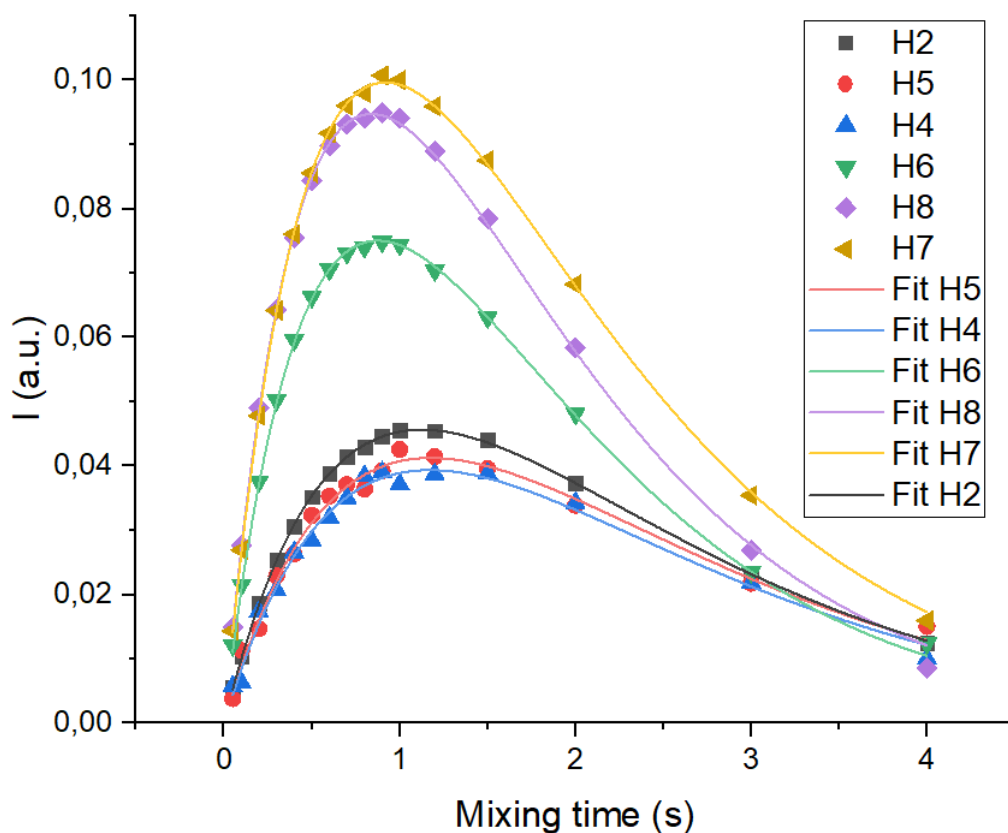 0,10
0,08
0,06
0,04
0,02
0,00
I (a.u.)
0
1
2
3
4
Mixing time (s)
H2
H5
H4
H6
H8
H7
Fit H5
Fit H4
Fit H6
Fit H8
Fit H7
Fit H2